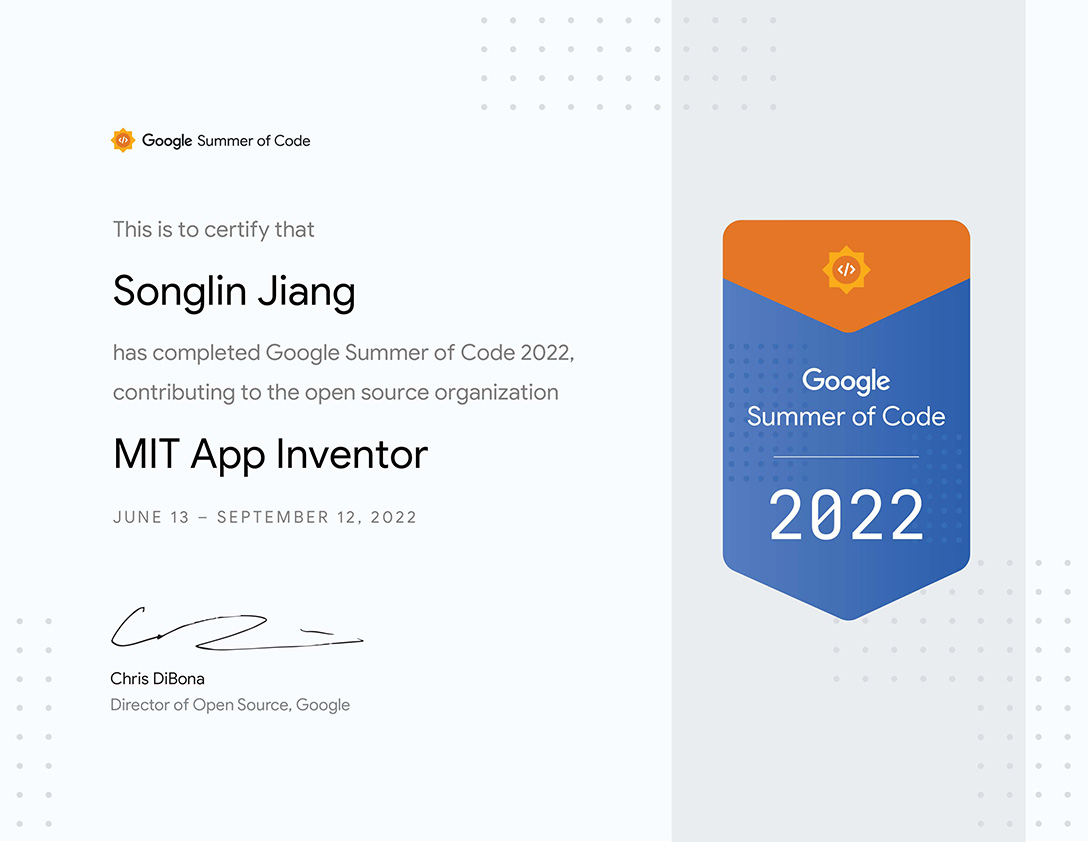 Google Summer of Code
This is to certify that
Songlin Jiang
has completed Google Summer of Code 2022,
contributing to the open source organization
MIT App Inventor
JUNE 13 – SEPTEMBER 12, 2022
Chris DiBona
Director of Open Source, Google
</>
Google
Summer of Code
2022